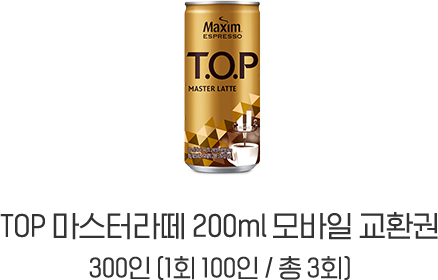 Maxim
ESPRESSO
T.O.P
MASTER LATTE
TOP 마스터라떼 200ml 모바일 교환권
300인 (1회 100인 / 총 3회)